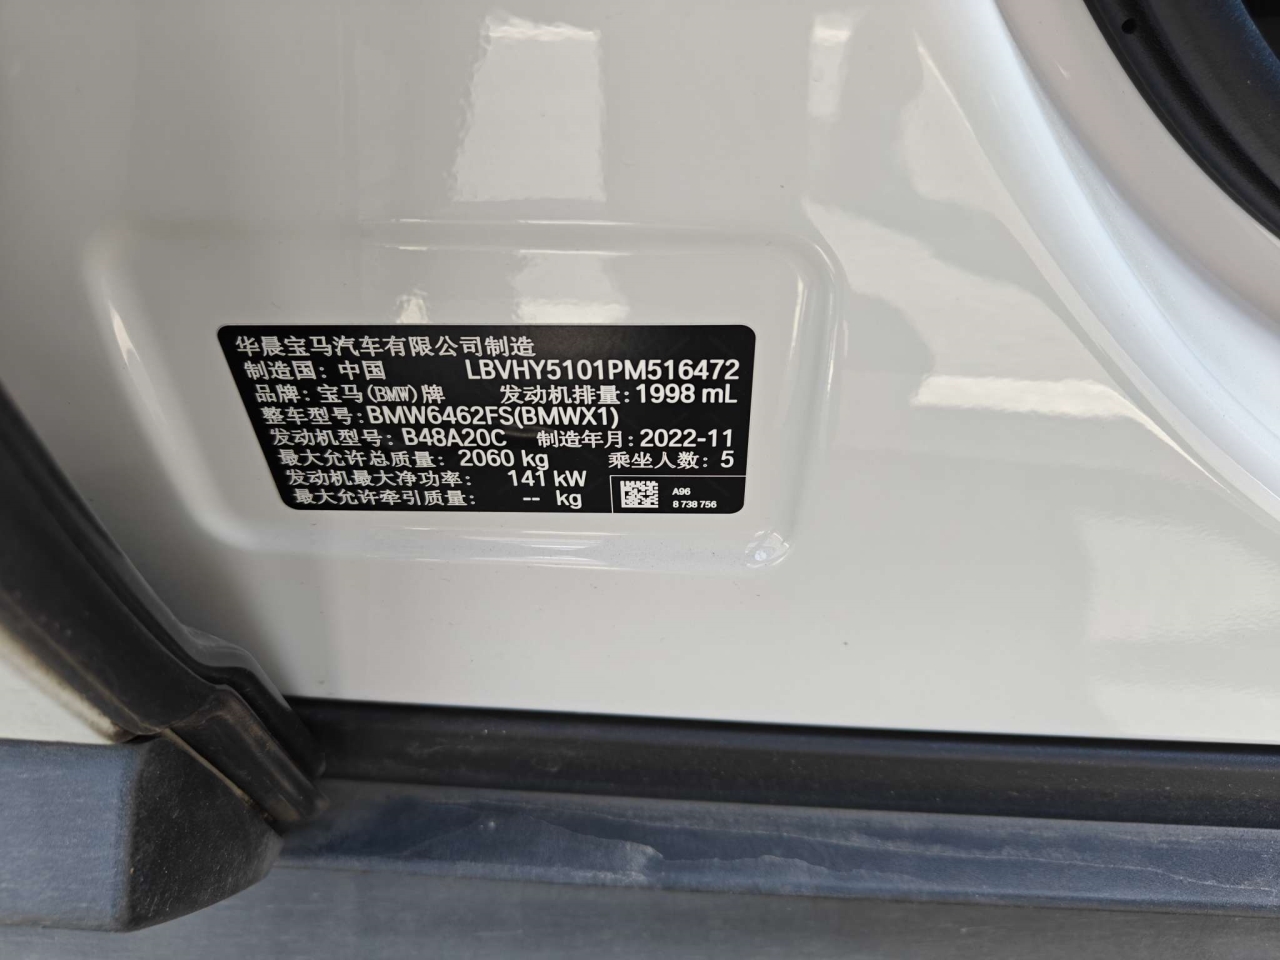 华晨宝马汽车有限公司制造
制造国：中国 LBVHY5101PM516472
品牌：宝马(BMW)牌 发动机排量：1998 mL
整车型号：BMW6462FS(BMWX1)
发动机型号：B48A20C 制造年月：2022-11
最大允许总质量：2060 kg 乘坐人数：5
发动机最大净功率：141 kW
最大允许牵引质量：-- kg
A96
8 738 756